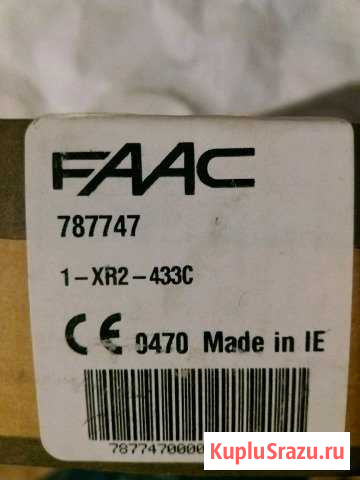 FAAC
787747
1-XR2-433C
CE 0470 Made in IE
KupluSrazu.ru